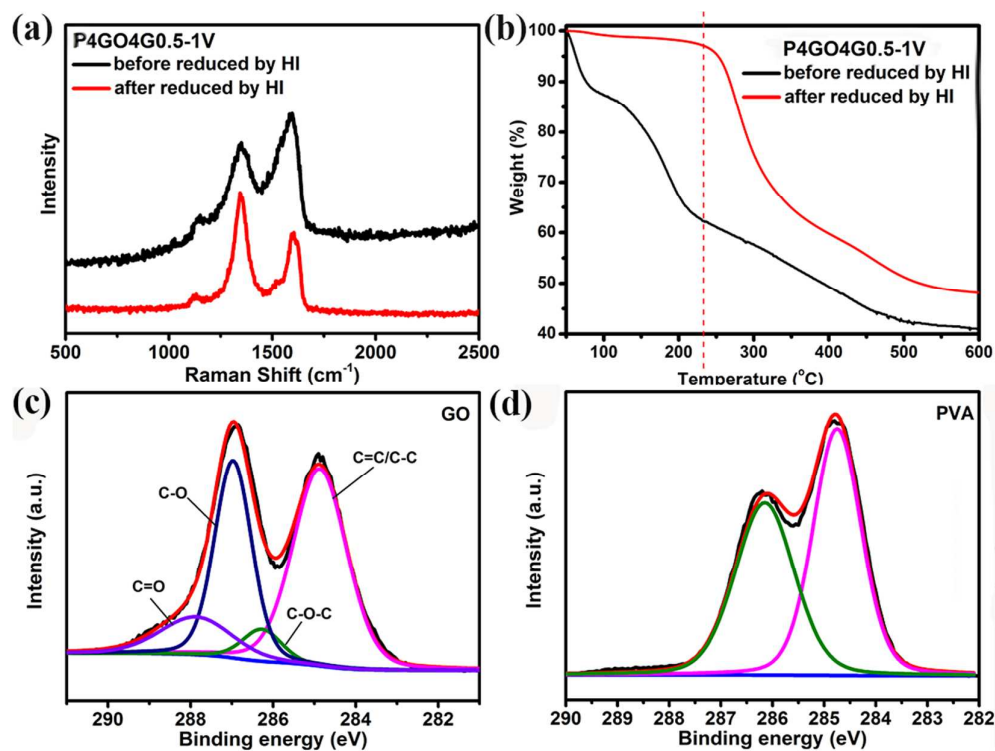 (a)
P4GO4G0.5-1V
before reduced by HI
after reduced by HI
Intensity
500 1000 1500 2000 2500
Raman Shift (cm⁻¹)
(b)
P4GO4G0.5-1V
before reduced by HI
after reduced by HI
Weight (%)
100
90
80
70
60
50
40
100 200 300 400 500 600
Temperature (°C)
(c)
GO
C=C/C-C
C-O
C=O
C-O-C
Intensity (a.u.)
290 288 286 284 282
Binding energy (eV)
(d)
PVA
Intensity (a.u.)
290 289 288 287 286 285 284 283 282
Binding energy (eV)